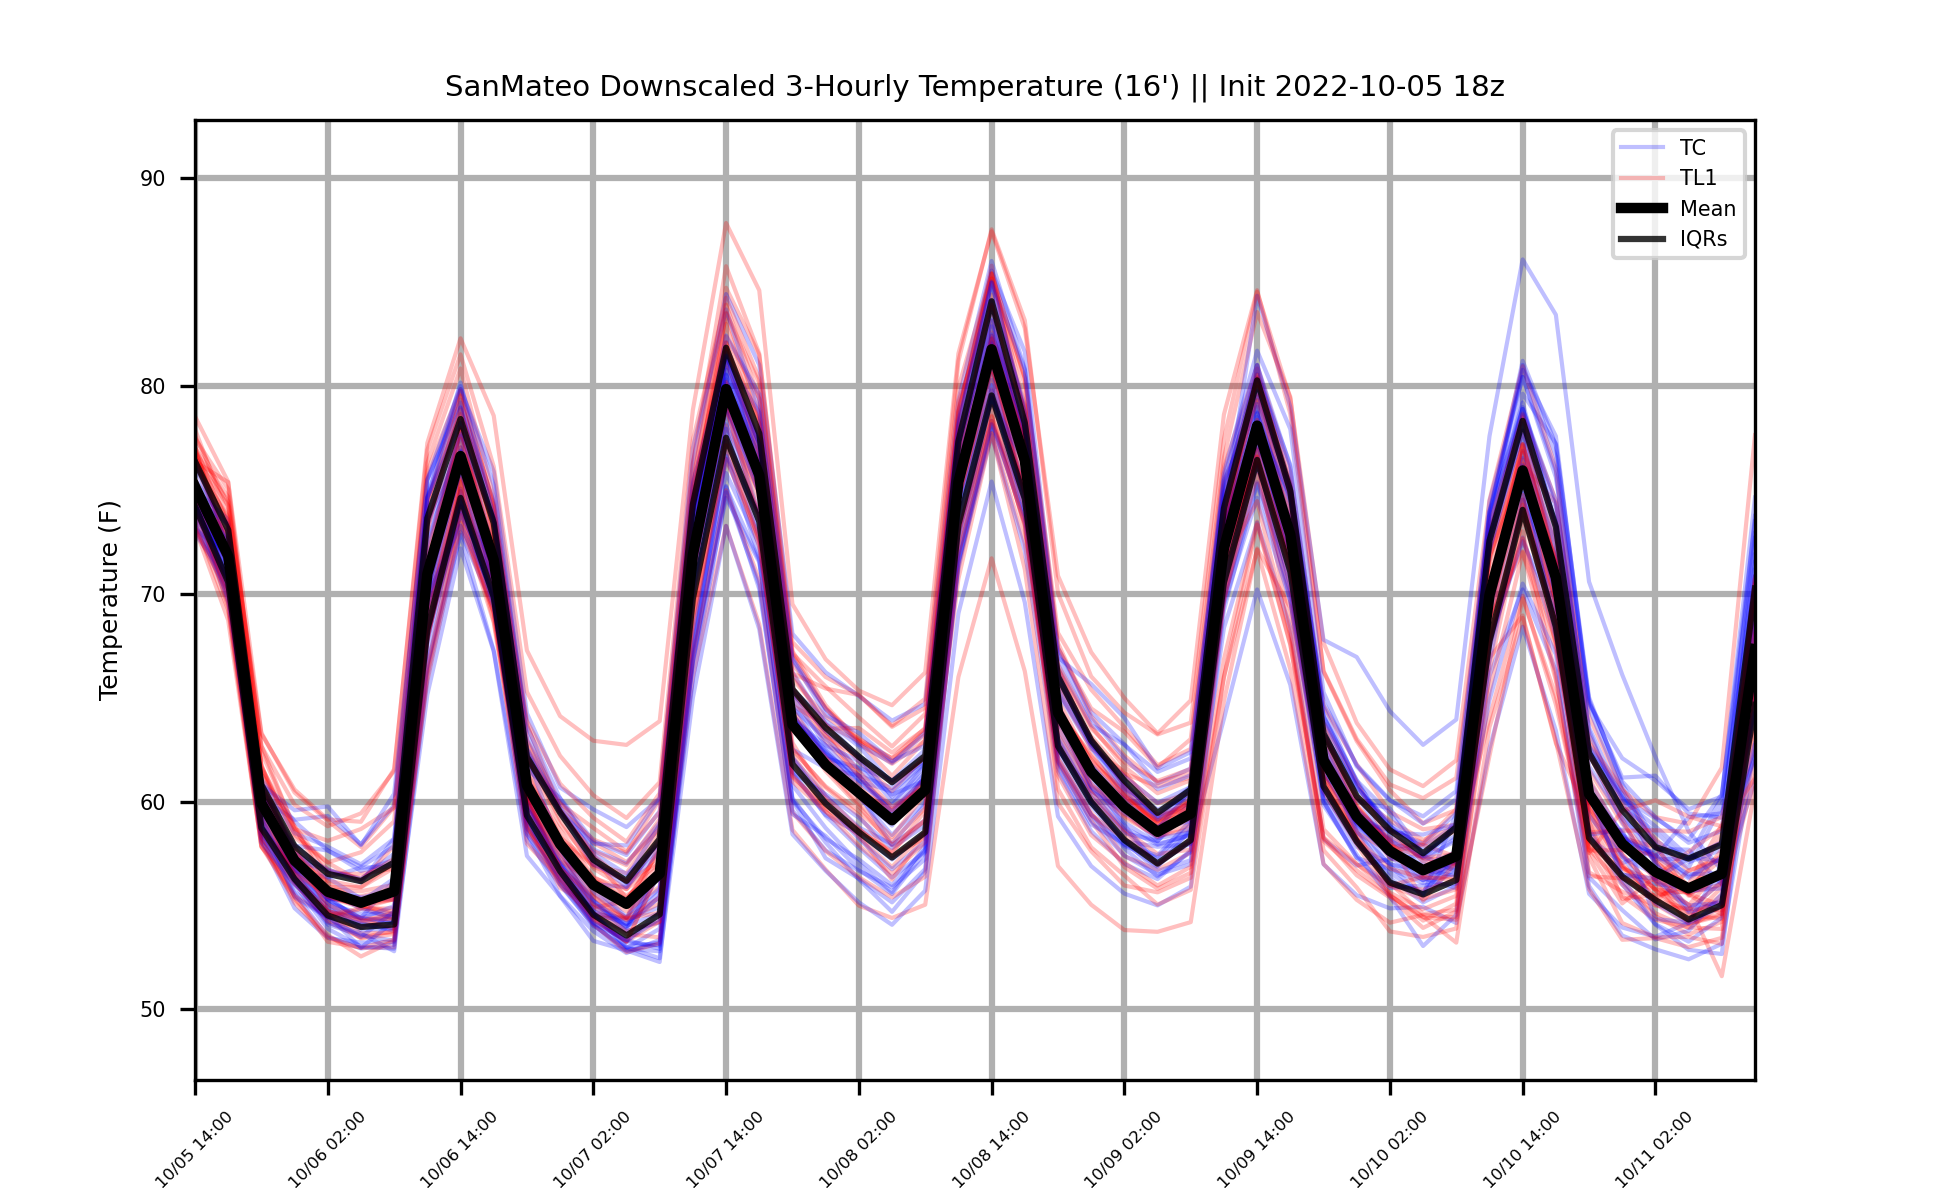 SanMateo Downscaled 3-Hourly Temperature (16') || Init 2022-10-05 18z
TC
TL1
Mean
IQRs
Temperature (F)
90
80
70
60
50
10/05 14:00
10/06 02:00
10/06 14:00
10/07 02:00
10/07 14:00
10/08 02:00
10/08 14:00
10/09 02:00
10/09 14:00
10/10 02:00
10/10 14:00
10/11 02:00